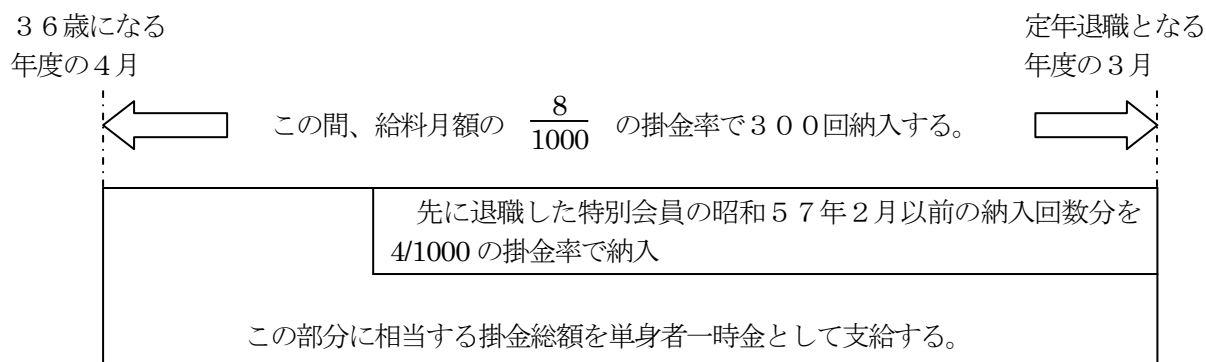 ３６歳になる
年度の４月
定年退職となる
年度の３月
この間、給料月額の 8/1000 の掛金率で３００回納入する。
先に退職した特別会員の昭和５７年２月以前の納入回数分を
4/1000 の掛金率で納入
この部分に相当する掛金総額を単身者一時金として支給する。